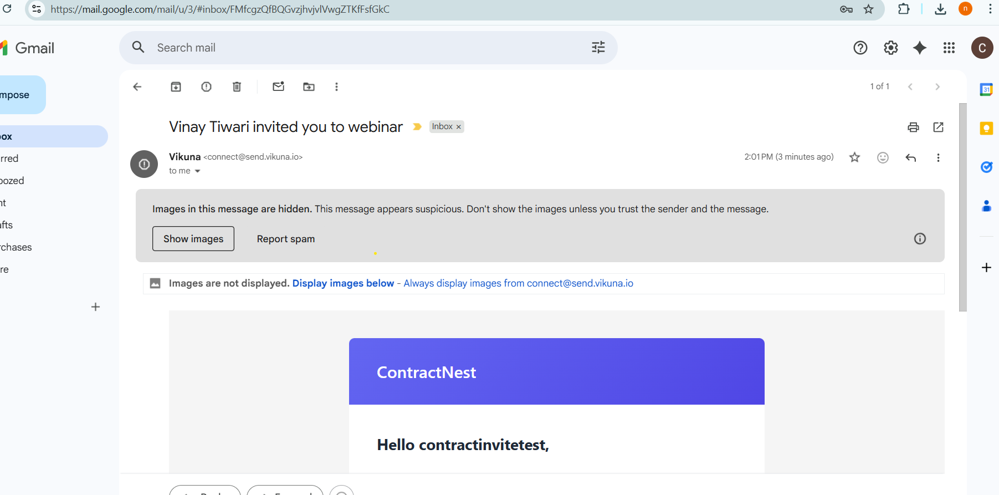 https://mail.google.com/mail/u/3/#inbox/FMfcgzQfBQGvzjhvjvlVwgZTKfFsfGkC
n
Gmail
Search mail
C
mpose
1 of 1
31
Vinay Tiwari invited you to webinar
Inbox ×
ox
rred
Vikuna <connect@send.vikuna.io>
2:01 PM (3 minutes ago)
to me
oozed
nt
Images in this message are hidden. This message appears suspicious. Don't show the images unless you trust the sender and the message.
afts
Show images
Report spam
rchases
re
Images are not displayed. Display images below - Always display images from connect@send.vikuna.io
ContractNest
Hello contractinvitetest,